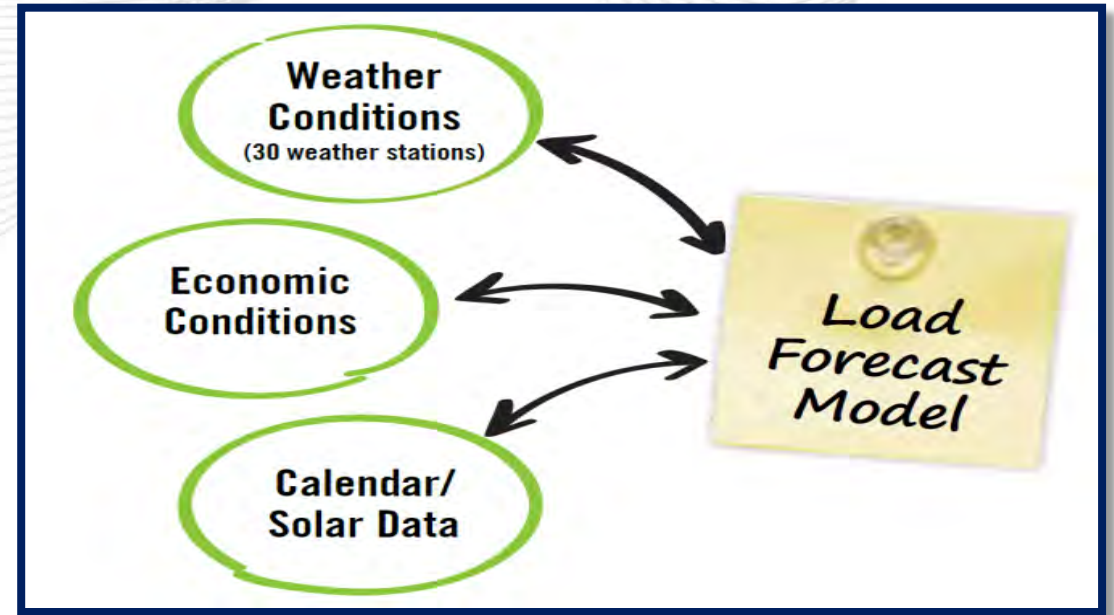 Weather
Conditions
(30 weather stations)
Economic
Conditions
Calendar/
Solar Data
Load
Forecast
Model